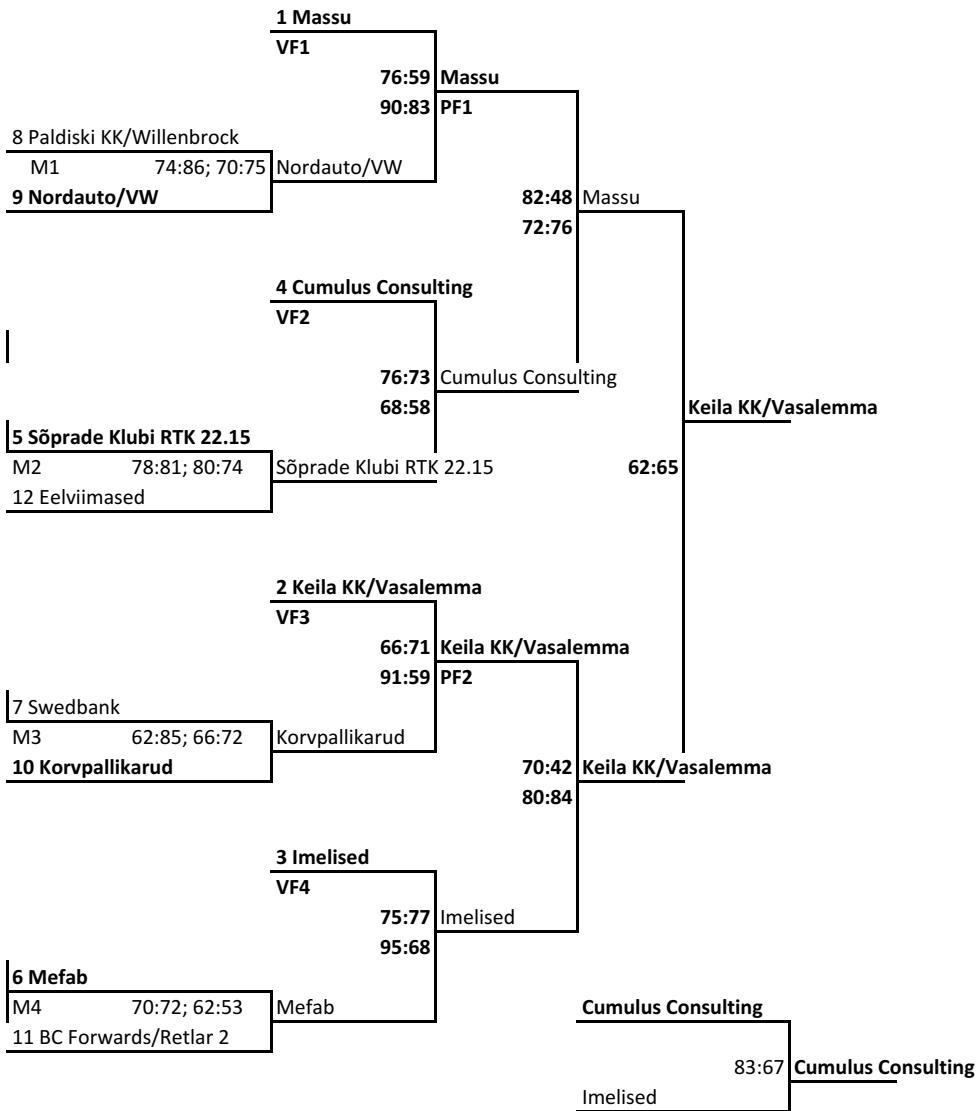 1 Massu
VF1
76:59 Massu
90:83 PF1
8 Paldiski KK/Willenbrock
M1 74:86; 70:75 Nordauto/VW
9 Nordauto/VW
82:48 Massu
72:76
4 Cumulus Consulting
VF2
76:73 Cumulus Consulting
68:58
Keila KK/Vasalemma
5 Sõprade Klubi RTK 22.15
M2 78:81; 80:74 Sõprade Klubi RTK 22.15
62:65
12 Eelviimased
2 Keila KK/Vasalemma
VF3
66:71 Keila KK/Vasalemma
91:59 PF2
7 Swedbank
M3 62:85; 66:72 Korvpallikarud
10 Korvpallikarud
70:42 Keila KK/Vasalemma
80:84
3 Imelised
VF4
75:77 Imelised
95:68
6 Mefab
M4 70:72; 62:53 Mefab
Cumulus Consulting
11 BC Forwards/Retlar 2
83:67 Cumulus Consulting
Imelised